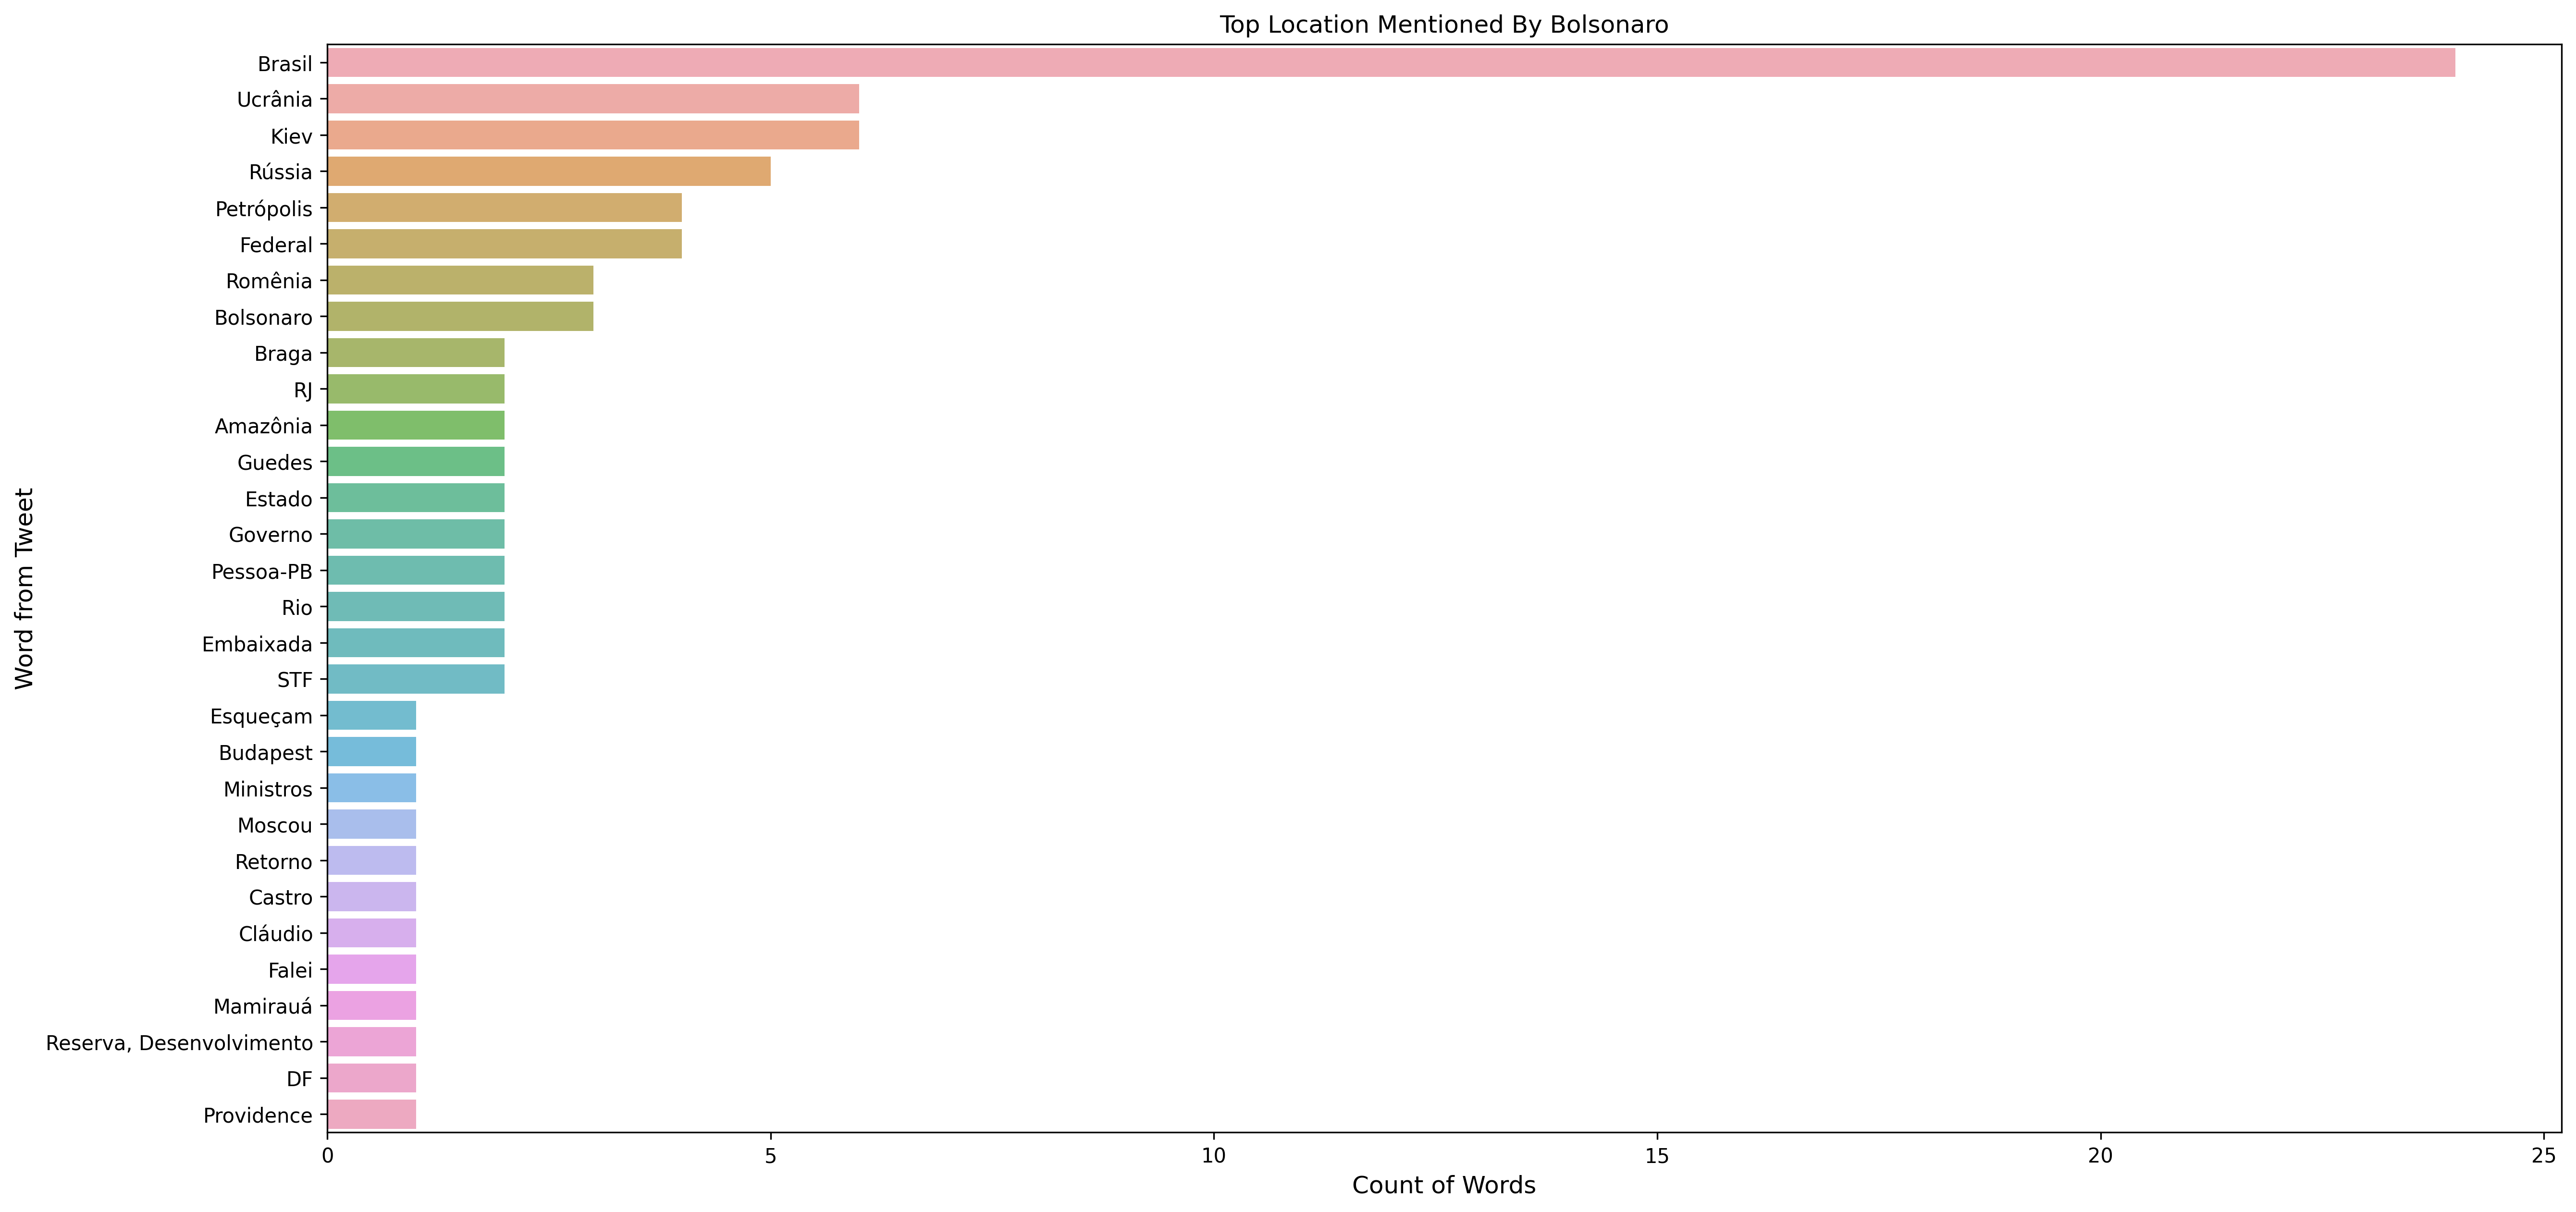 Top Location Mentioned By Bolsonaro
Word from Tweet
Brasil
Ucrânia
Kiev
Rússia
Petrópolis
Federal
Romênia
Bolsonaro
Braga
RJ
Amazônia
Guedes
Estado
Governo
Pessoa-PB
Rio
Embaixada
STF
Esqueçam
Budapest
Ministros
Moscou
Retorno
Castro
Cláudio
Falei
Mamirauá
Reserva, Desenvolvimento
DF
Providence
0 5 10 15 20 25
Count of Words